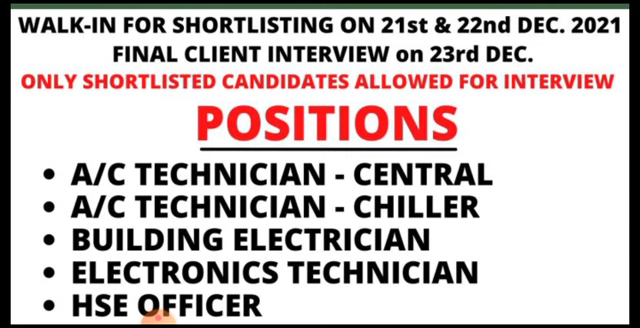 WALK-IN FOR SHORTLISTING ON 21st & 22nd DEC. 2021
FINAL CLIENT INTERVIEW on 23rd DEC.
ONLY SHORTLISTED CANDIDATES ALLOWED FOR INTERVIEW
POSITIONS
• A/C TECHNICIAN - CENTRAL
• A/C TECHNICIAN - CHILLER
• BUILDING ELECTRICIAN
• ELECTRONICS TECHNICIAN
• HSE OFFICER